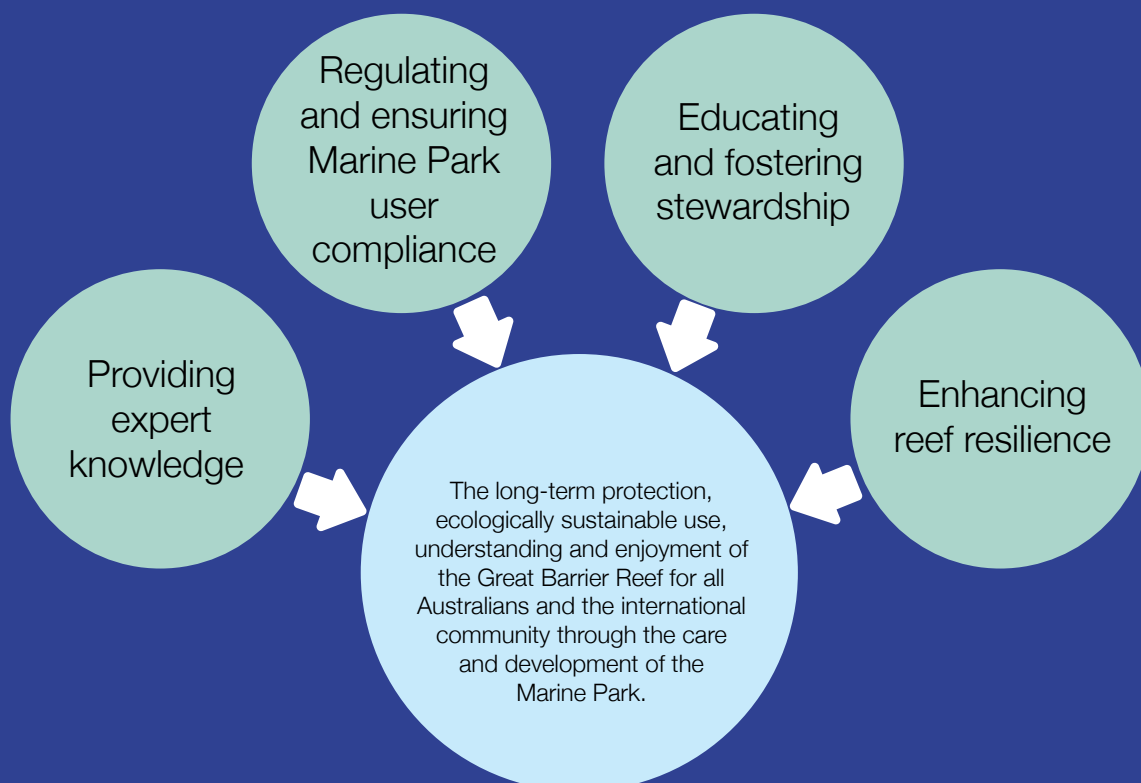 Regulating
and ensuring
Marine Park
user
compliance
Educating
and fostering
stewardship
Providing
expert
knowledge
Enhancing
reef resilience
The long-term protection,
ecologically sustainable use,
understanding and enjoyment of
the Great Barrier Reef for all
Australians and the international
community through the care
and development of the
Marine Park.